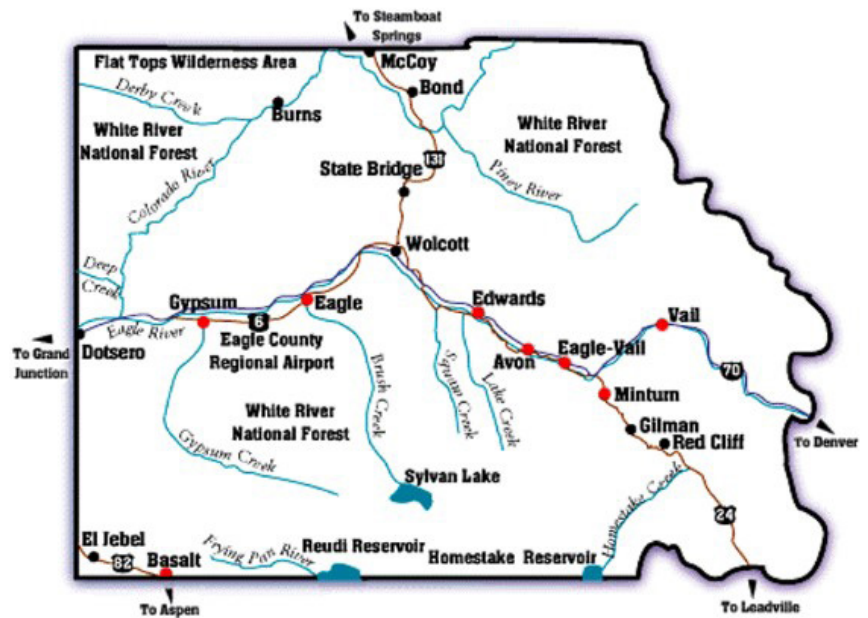 To Steamboat
Springs
Flat Tops Wilderness Area
McCoy
Derby Creek
Bond
Burns
White River
National Forest
White River
National Forest
131
State Bridge
Piney River
Colorado River
Wolcott
Deep
Creek
Gypsum
Eagle
Edwards
Vail
6
Eagle River
Eagle County
Regional Airport
Dotsero
To Grand
Junction
Avon
Eagle-Vail
70
Brush Creek
Squaw Creek
Lake Creek
Minturn
White River
National Forest
Gilman
Red Cliff
To Denver
Gypsum Creek
Sylvan Lake
Homestake Creek
24
El Jebel
82
Basalt
Frying Pan River
Reudi Reservoir
Homestake Reservoir
To Aspen
To Leadville